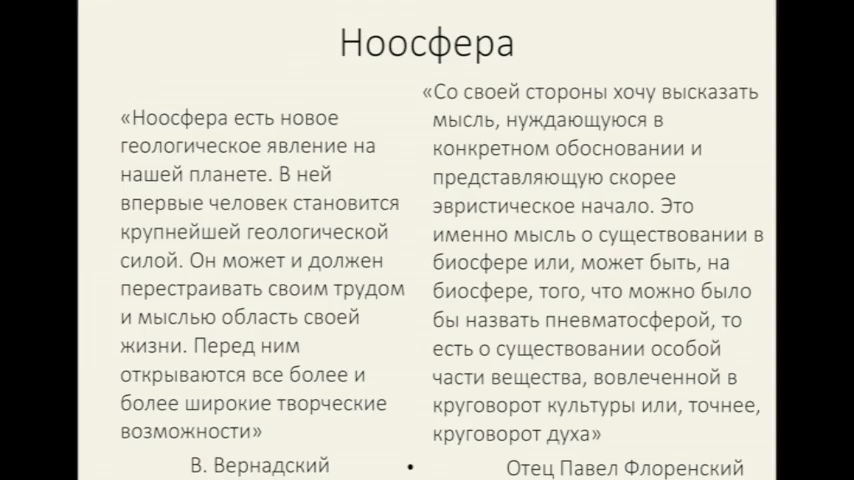 Ноосфера
«Ноосфера есть новое
геологическое явление на
нашей планете. В ней
впервые человек становится
крупнейшей геологической
силой. Он может и должен
перестраивать своим трудом
и мыслью область своей
жизни. Перед ним
открываются все более и
более широкие творческие
возможности»
В. Вернадский
«Со своей стороны хочу высказать
мысль, нуждающуюся в
конкретном обосновании и
представляющую скорее
эвристическое начало. Это
именно мысль о существовании в
биосфере или, может быть, на
биосфере, того, что можно было
бы назвать пневматосферой, то
есть о существовании особой
части вещества, вовлеченной в
круговорот культуры или, точнее,
круговорот духа»
• Отец Павел Флоренский